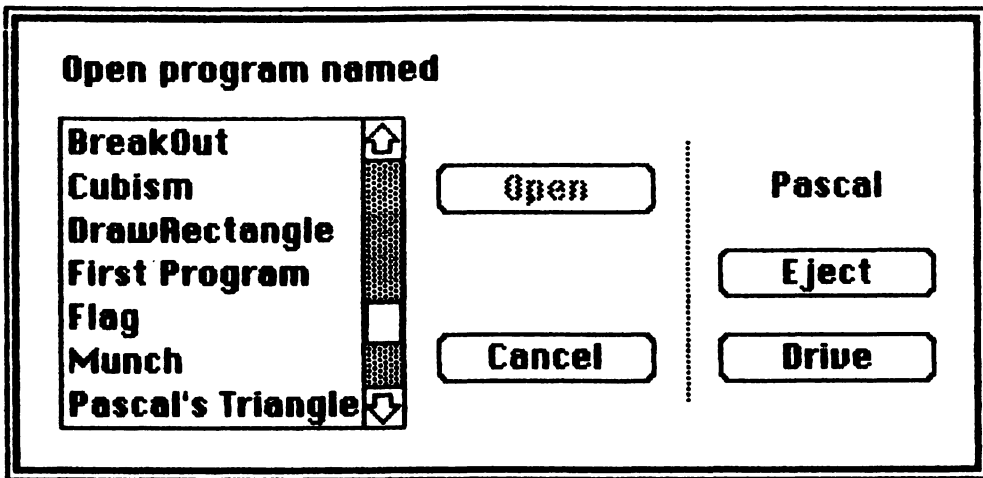 Open program named
BreakOut
Cubism
DrawRectangle
First Program
Flag
Munch
Pascal's Triangle
Open
Cancel
Pascal
Eject
Drive